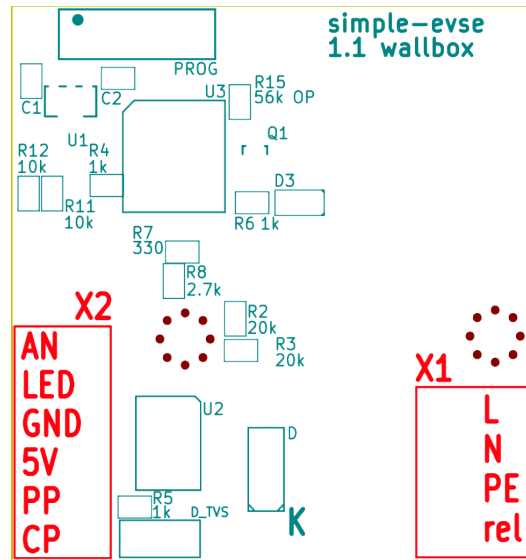 simple-evse
1.1 wallbox
PROG
C1
C2
U3
R15
56k OP
U1
Q1
R12
10k
R4
1k
D3
R11
10k
R6 1k
R7
330
R8
2.7k
X2
R2
20k
R3
20k
X1
AN
LED
GND
5V
PP
CP
L
N
PE
rel
U2
D
R5
1k
D_TVS
K